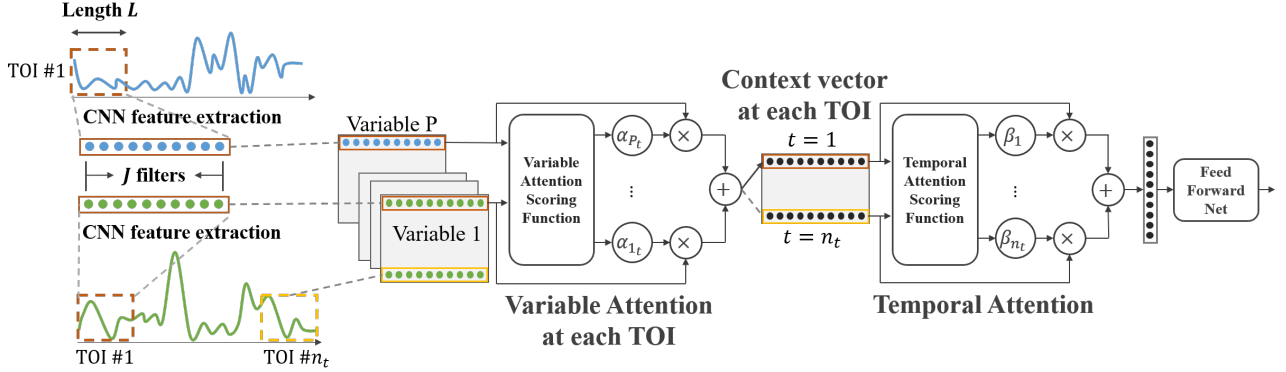 Length L
TOI #1
CNN feature extraction
J filters
CNN feature extraction
TOI #1
TOI #n_t
Variable P
Variable 1
Variable
Attention
Scoring
Function
α_{P_t}
×
⋮
α_{1_t}
×
+
Variable Attention
at each TOI
Context vector
at each TOI
t = 1
t = n_t
Temporal
Attention
Scoring
Function
β_1
×
⋮
β_{n_t}
×
+
Temporal Attention
Feed
Forward
Net